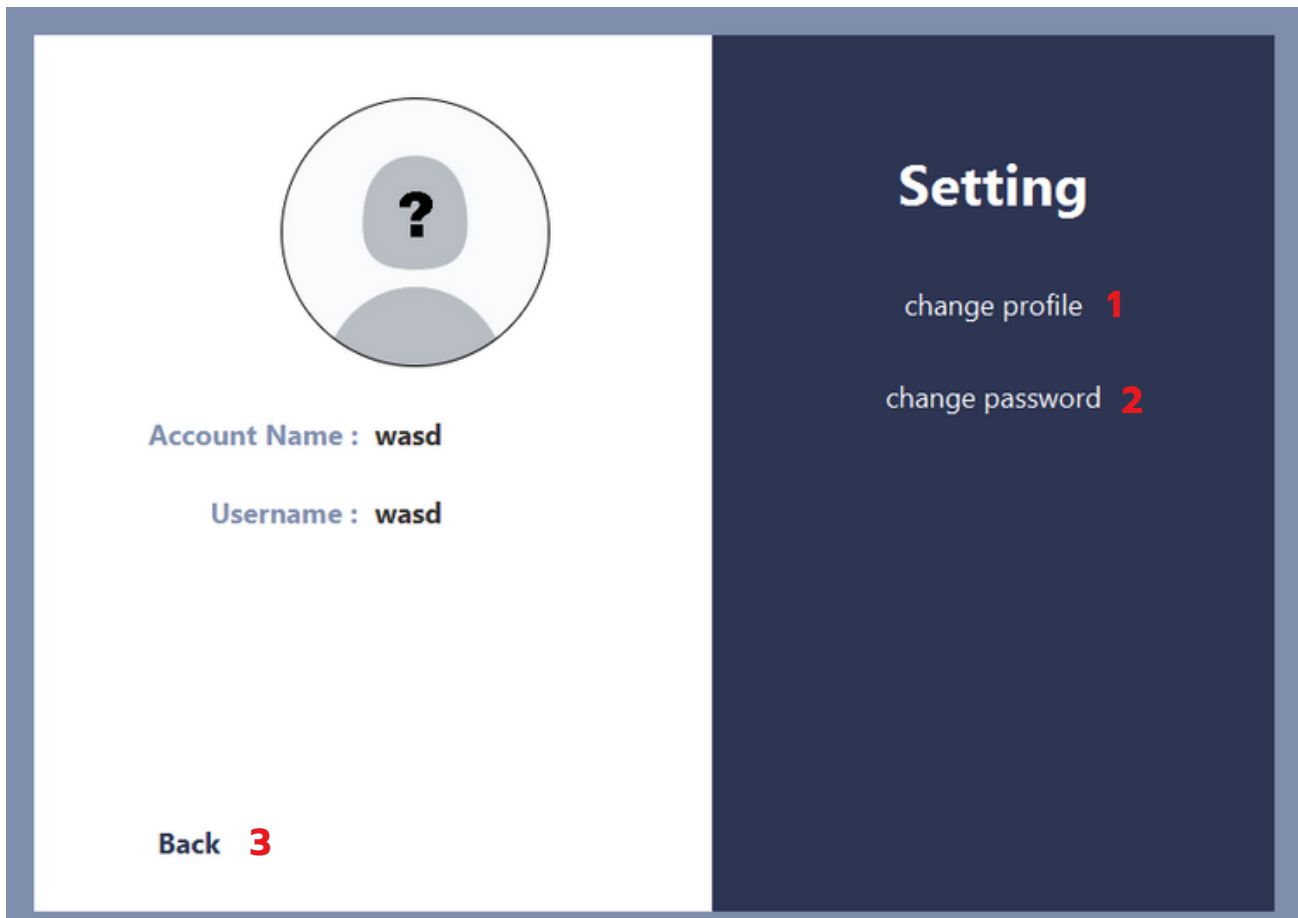 ?
Account Name : wasd
Username : wasd
Back 3
Setting
change profile 1
change password 2